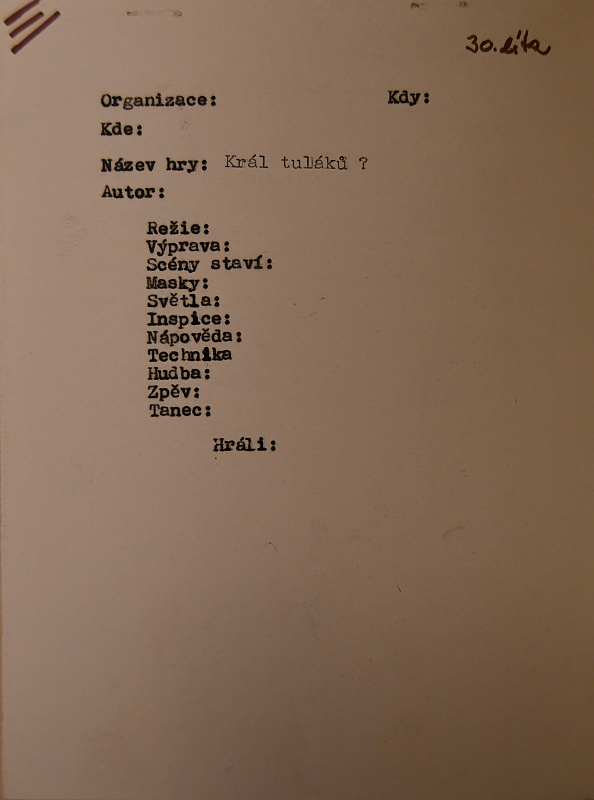 30. léta
Organizace: Kdy:
Kde:
Název hry: Král tuláků ?
Autor:
Režie:
Výprava:
Scény staví:
Masky:
Světla:
Inspice:
Nápověda:
Technika
Hudba:
Zpěv:
Tanec:
Hráli: